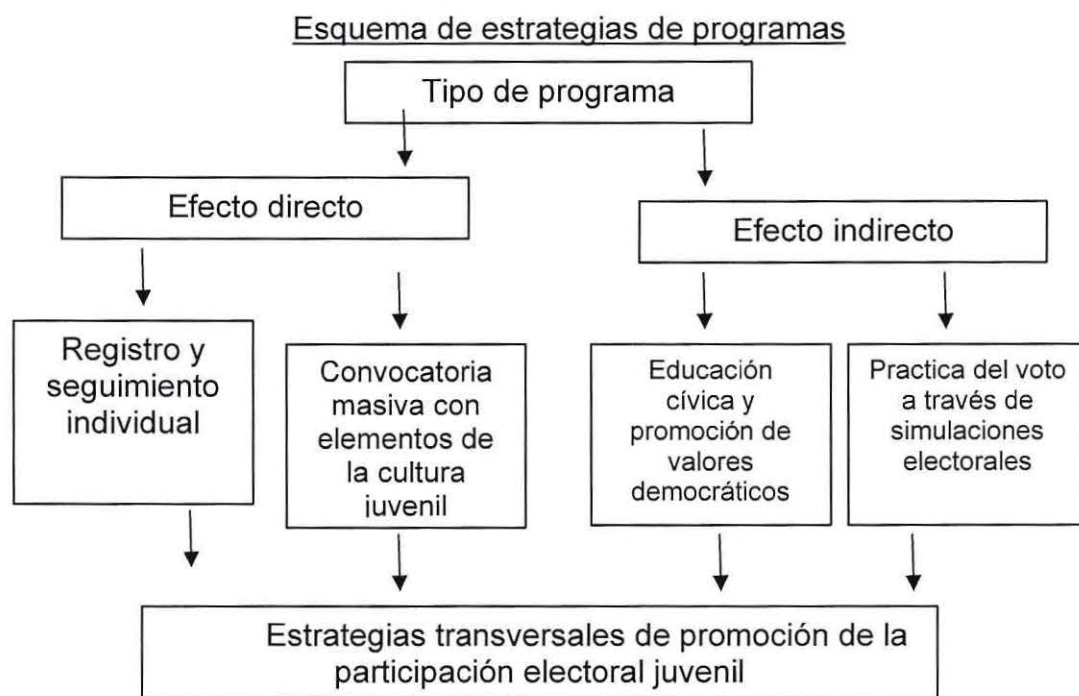 Esquema de estrategias de programas
Tipo de programa
Efecto directo
Efecto indirecto
Registro y
seguimiento
individual
Convocatoria
masiva con
elementos de
la cultura
juvenil
Educación
cívica y
promoción de
valores
democráticos
Practica del voto
a través de
simulaciones
electorales
Estrategias transversales de promoción de la
participación electoral juvenil